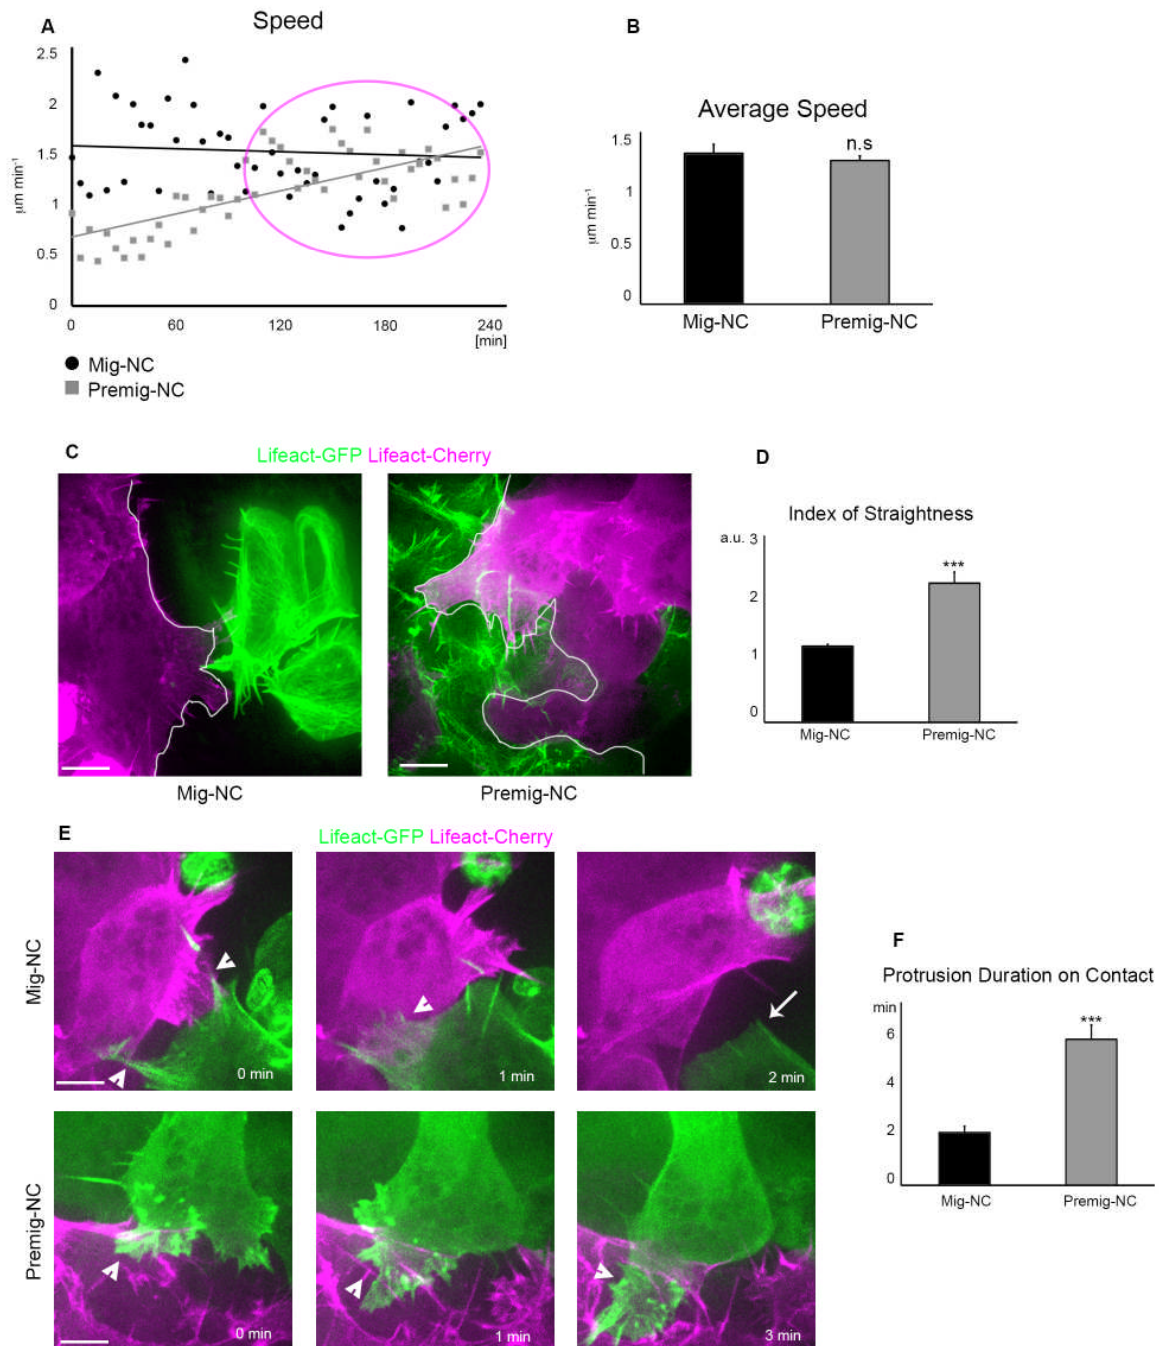 A
Speed
2.5
2
1.5
1
0.5
0
µm min⁻¹
0 60 120 180 240
[min]
Mig-NC
Premig-NC
B
Average Speed
n.s
1.5
1
0.5
0
µm min⁻¹
Mig-NC Premig-NC
C
Lifeact-GFP Lifeact-Cherry
Mig-NC Premig-NC
D
Index of Straightness
a.u. 3
***
2
1
0
Mig-NC Premig-NC
E
Lifeact-GFP Lifeact-Cherry
Mig-NC
0 min 1 min 2 min
Premig-NC
0 min 1 min 3 min
F
Protrusion Duration on Contact
min
***
6
4
2
0
Mig-NC Premig-NC